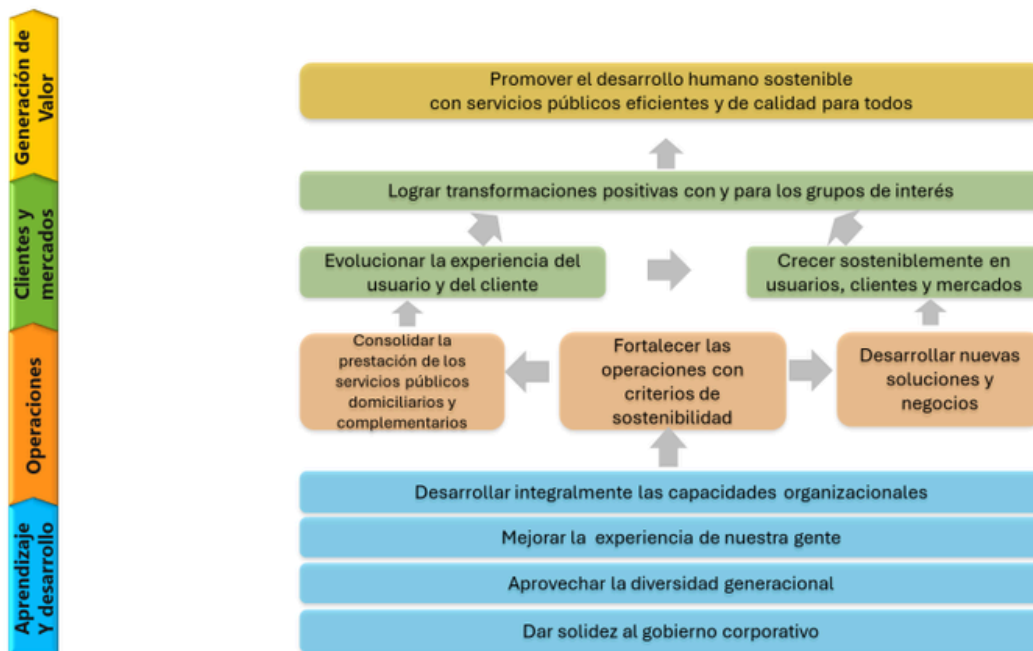 Generación de
Valor
Promover el desarrollo humano sostenible
con servicios públicos eficientes y de calidad para todos
Clientes y
mercados
Lograr transformaciones positivas con y para los grupos de interés
Evolucionar la experiencia del
usuario y del cliente
Crecer sosteniblemente en
usuarios, clientes y mercados
Operaciones
Consolidar la
prestación de los
servicios públicos
domiciliarios y
complementarios
Fortalecer las
operaciones con
criterios de
sostenibilidad
Desarrollar nuevas
soluciones y
negocios
Aprendizaje
Y desarrollo
Desarrollar integralmente las capacidades organizacionales
Mejorar la experiencia de nuestra gente
Aprovechar la diversidad generacional
Dar solidez al gobierno corporativo